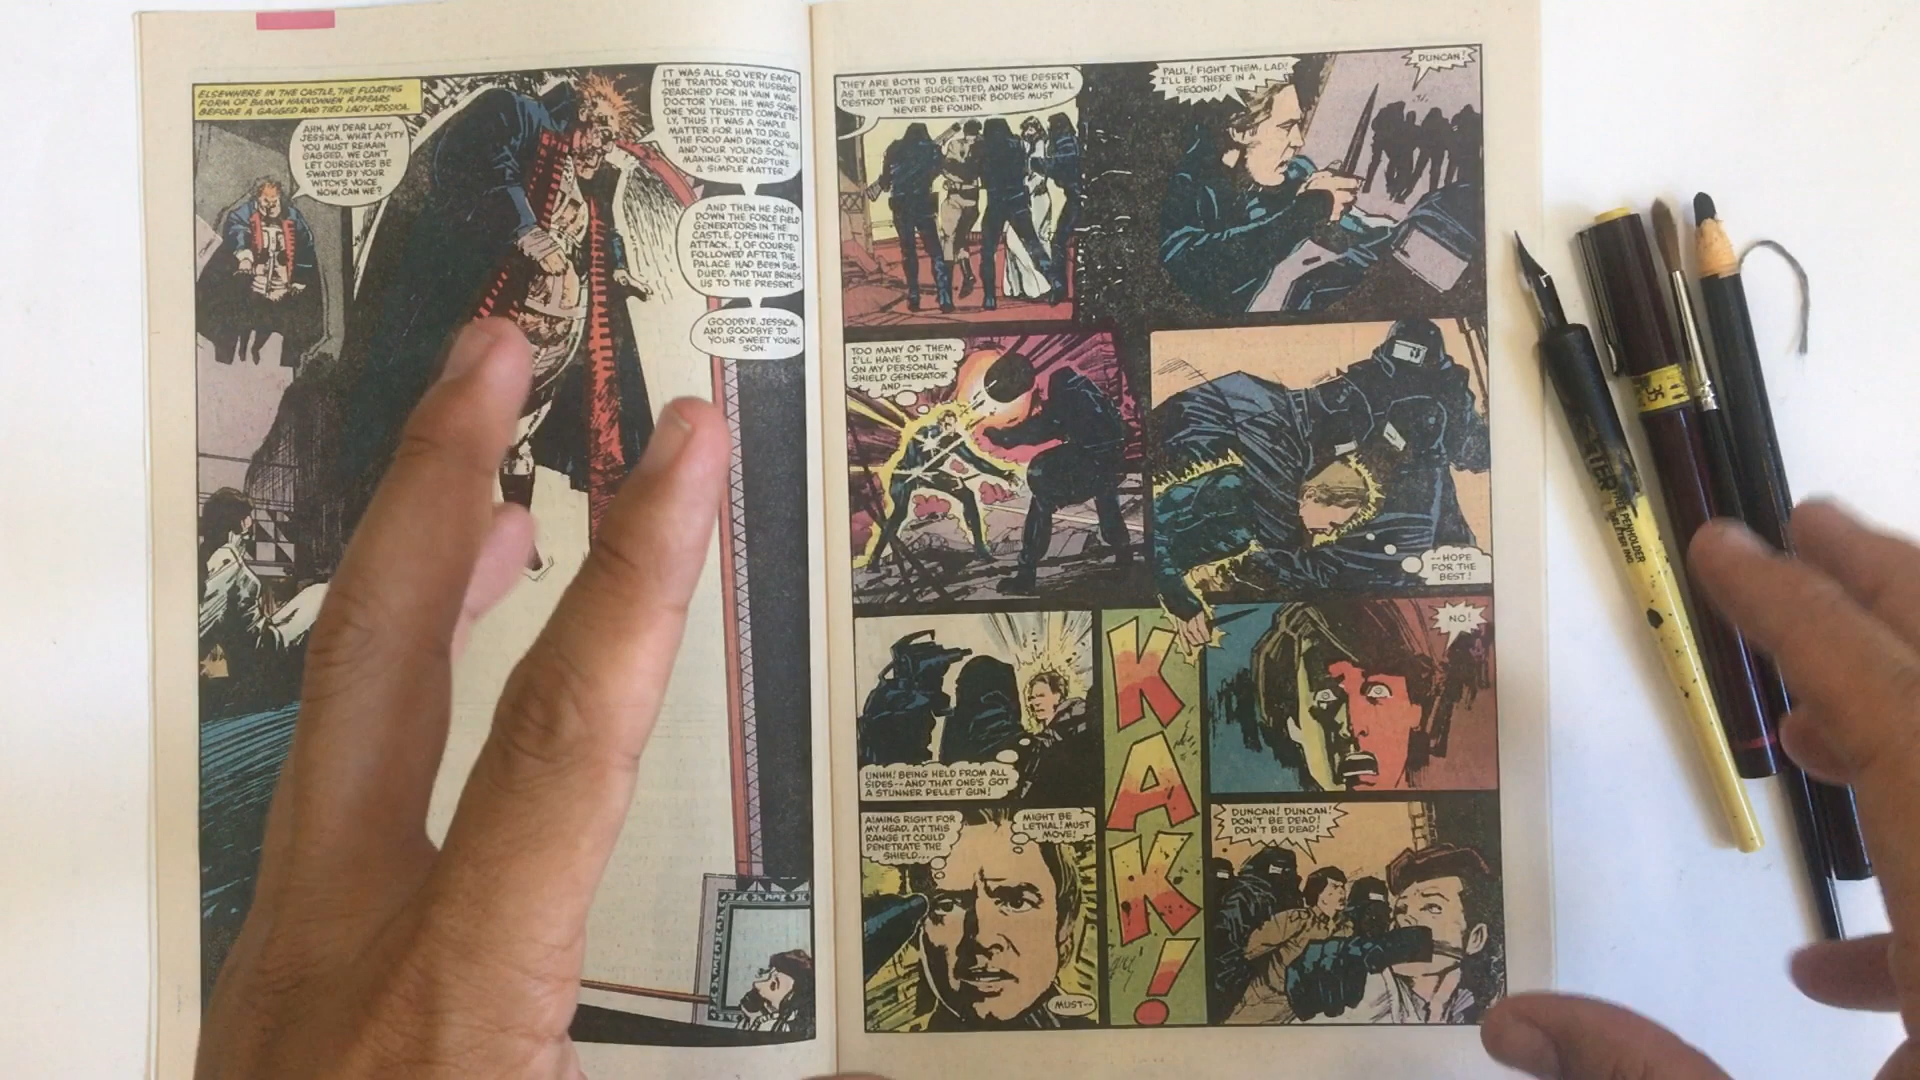 ELSEWHERE IN THE CASTLE, THE FLOATING
FORM OF BARON HARKONNEN APPEARS
BEFORE A GAGGED AND TIED LADY JESSICA.
AHH, MY DEAR LADY
JESSICA. WHAT A PITY
YOU MUST REMAIN
GAGGED. WE CAN'T
LET OURSELVES BE
SWAYED BY YOUR
WITCH'S VOICE
NOW, CAN WE?
IT WAS ALL SO VERY EASY.
THE TRAITOR YOUR HUSBAND
SEARCHED FOR IN VAIN WAS
DOCTOR YUEH. HE WAS SOME-
ONE YOU TRUSTED COMPLETE-
LY, THUS IT WAS A SIMPLE
MATTER FOR HIM TO DRUG
THE FOOD AND DRINK OF YOU
AND YOUR YOUNG SON...
MAKING YOUR CAPTURE
A SIMPLE MATTER.
AND THEN HE SHUT
DOWN THE FORCE FIELD
GENERATORS IN THE
CASTLE, OPENING IT TO
ATTACK. I, OF COURSE,
FOLLOWED AFTER THE
PALACE HAD BEEN SUB-
DUED. AND THAT BRINGS
US TO THE PRESENT.
GOODBYE, JESSICA,
AND GOODBYE TO
YOUR SWEET YOUNG
SON.
THEY ARE BOTH TO BE TAKEN TO THE DESERT
AS THE TRAITOR SUGGESTED, AND WORMS WILL
DESTROY THE EVIDENCE. THEIR BODIES MUST
NEVER BE FOUND.
PAUL! FIGHT THEM, LAD!
I'LL BE THERE IN A
SECOND!
DUNCAN!
TOO MANY OF THEM.
I'LL HAVE TO TURN
ON MY PERSONAL
SHIELD GENERATOR
AND--
--HOPE
FOR THE
BEST!
UNHH! BEING HELD FROM ALL
SIDES--AND THAT ONE'S GOT
A STUNNER PELLET GUN!
KAK!
NO!
AIMING RIGHT FOR
MY HEAD. AT THIS
RANGE IT COULD
PENETRATE THE
SHIELD...
MIGHT BE
LETHAL! MUST
MOVE!
MUST--
DUNCAN! DUNCAN!
DON'T BE DEAD!
DON'T BE DEAD!